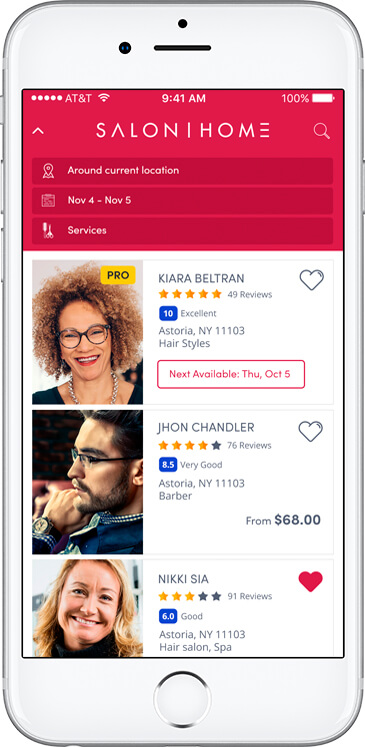 AT&T 9:41 AM 100%
SALON|HOME
Around current location
Nov 4 - Nov 5
Services
PRO
KIARA BELTRAN
49 Reviews
10 Excellent
Astoria, NY 11103
Hair Styles
Next Available: Thu, Oct 5
JHON CHANDLER
76 Reviews
8.5 Very Good
Astoria, NY 11103
Barber
From $68.00
NIKKI SIA
91 Reviews
6.0 Good
Astoria, NY 11103
Hair salon, Spa